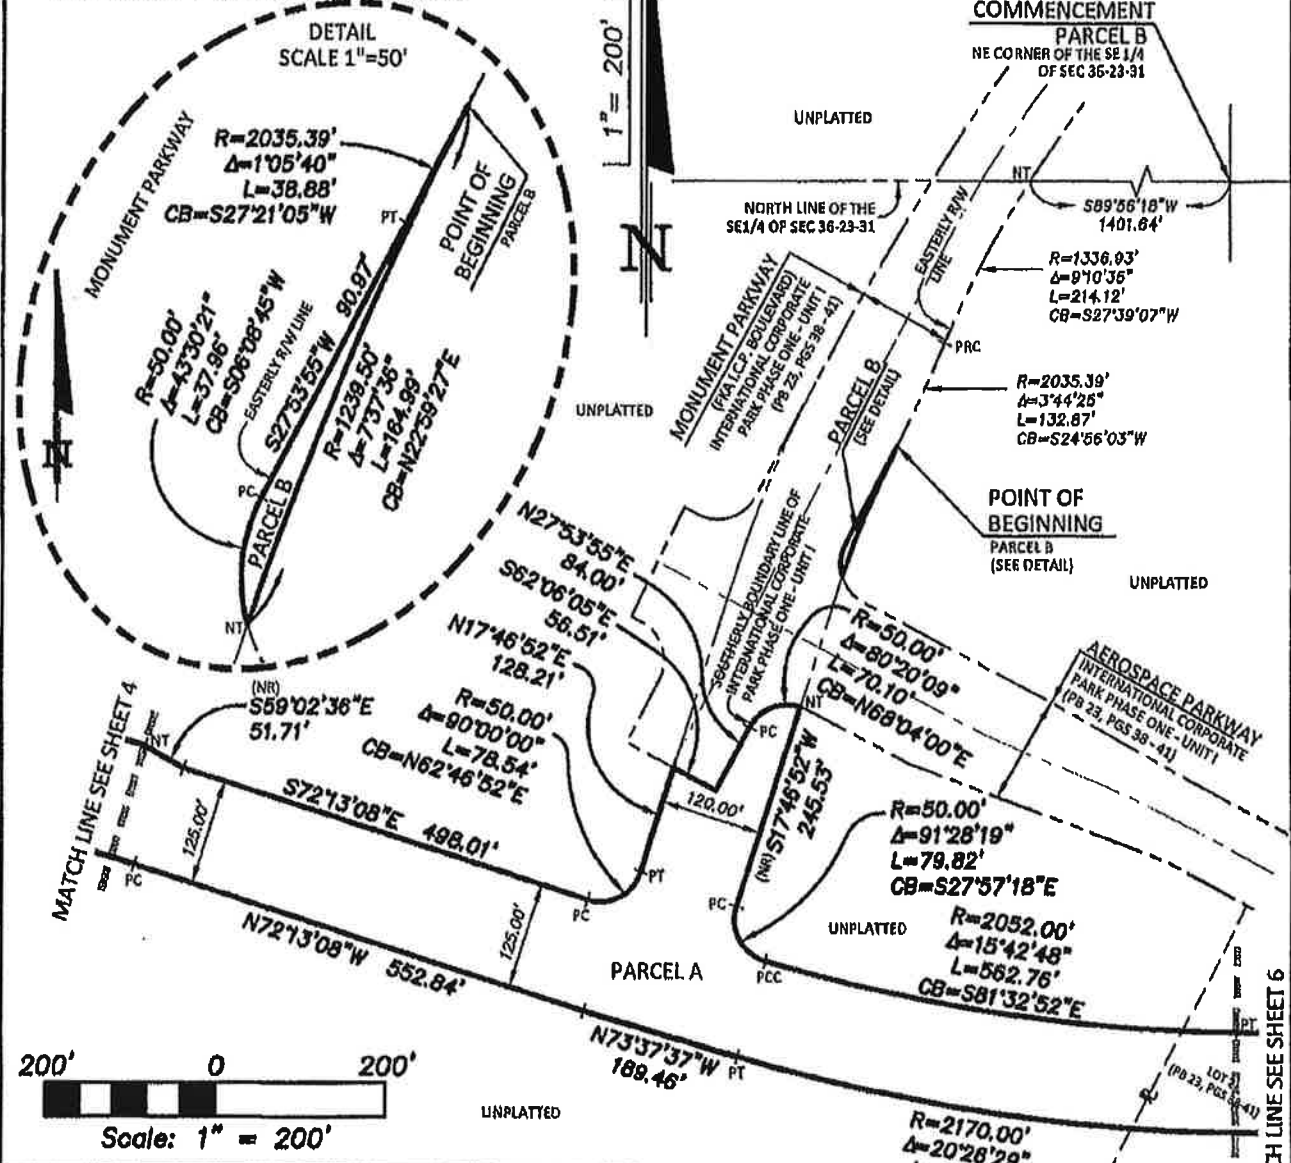 DETAIL
SCALE 1"=50'
MONUMENT PARKWAY
R=2035.39'
Δ=1°05'40"
L=38.88'
CB=S27°21'05"W
PT
POINT OF
BEGINNING
PARCEL B
90.97'
S27°53'55"W
EASTERLY R/W LINE
R=50.00'
Δ=43°30'21"
L=37.96'
CB=S06°08'45"W
R=1239.50'
Δ=7°37'36"
L=164.99'
CB=N22°59'27"E
PC
PARCEL B
N
NT
1"= 200'
N
COMMENCEMENT
PARCEL B
NE CORNER OF THE SE 1/4
OF SEC 36-23-31
UNPLATTED
NT
NORTH LINE OF THE
SE1/4 OF SEC 36-23-31
S89°56'18"W
1401.64'
EASTERLY R/W
LINE
R=1336.93'
Δ=9°10'35"
L=214.12'
CB=S27°39'07"W
MONUMENT PARKWAY
(FKA I.C.P. BOULEVARD)
INTERNATIONAL CORPORATE
PARK PHASE ONE - UNIT I
(PB 23, PGS 38 - 41)
PRC
R=2035.39'
Δ=3°44'25"
L=132.87'
CB=S24°56'03"W
UNPLATTED
PARCEL B
(SEE DETAIL)
POINT OF
BEGINNING
PARCEL B
(SEE DETAIL)
UNPLATTED
N27°53'55"E
84.00'
S62°06'05"E
56.51'
N17°46'52"E
128.21'
SOUTHERLY BOUNDARY LINE OF
INTERNATIONAL CORPORATE
PARK PHASE ONE - UNIT I
R=50.00'
Δ=80°20'09"
L=70.10'
CB=N68°04'00"E
AEROSPACE PARKWAY
INTERNATIONAL CORPORATE
PARK PHASE ONE - UNIT I
(PB 23, PGS 38 - 41)
R=50.00'
Δ=90°00'00"
L=78.54'
CB=N62°46'52"E
(NR)
S59°02'36"E
51.71'
NT
MATCH LINE SEE SHEET 4
PC
NT
120.00'
(NR) S17°46'52"W
245.53'
S72°13'08"E 498.01'
125.00'
R=50.00'
Δ=91°28'19"
L=79.82'
CB=S27°57'18"E
PT
PC
PC
PC
N72°13'08"W 552.84'
125.00'
PARCEL A
UNPLATTED
PCC
R=2052.00'
Δ=15°42'48"
L=562.76'
CB=S81°32'52"E
PT
N73°37'37"W
189.46'
PT
200' 0 200'
Scale: 1" = 200'
UNPLATTED
R=2170.00'
Δ=20°28'29"
CH LINE SEE SHEET 6